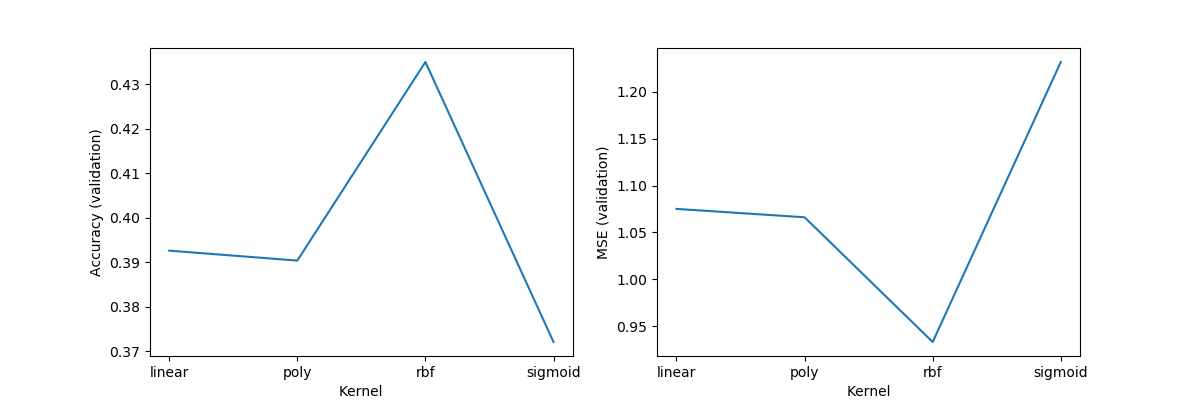 Accuracy (validation)
0.43
0.42
0.41
0.40
0.39
0.38
0.37
linear poly rbf sigmoid
Kernel
MSE (validation)
1.20
1.15
1.10
1.05
1.00
0.95
linear poly rbf sigmoid
Kernel